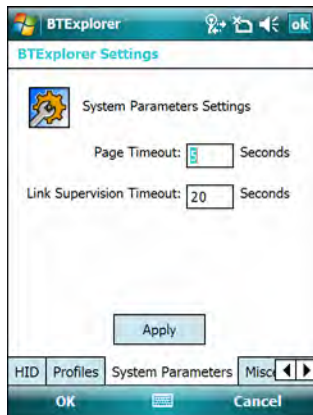 BTExplorer ok
BTExplorer Settings
System Parameters Settings
Page Timeout: 5 Seconds
Link Supervision Timeout: 20 Seconds
Apply
HID Profiles System Parameters Misc
OK Cancel